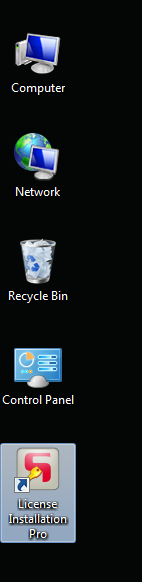 Computer
Network
Recycle Bin
Control Panel
License
Installation
Pro